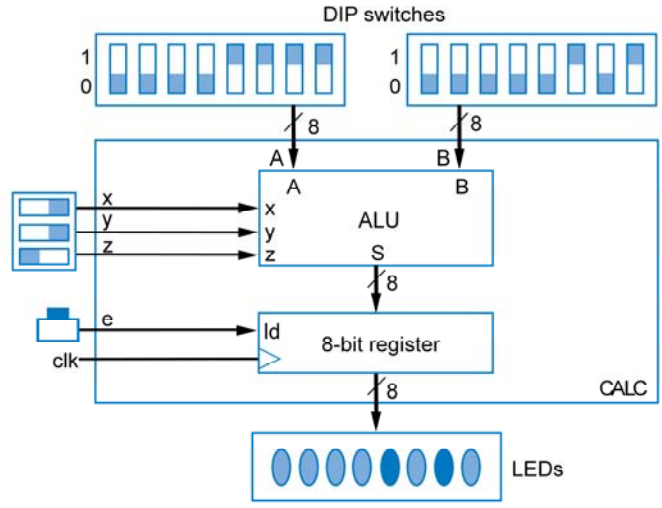 DIP switches
1
0
1
0
8
8
A
B
A
B
x
y
z
x
y
z
ALU
S
8
e
ld
8-bit register
clk
8
CALC
LEDs